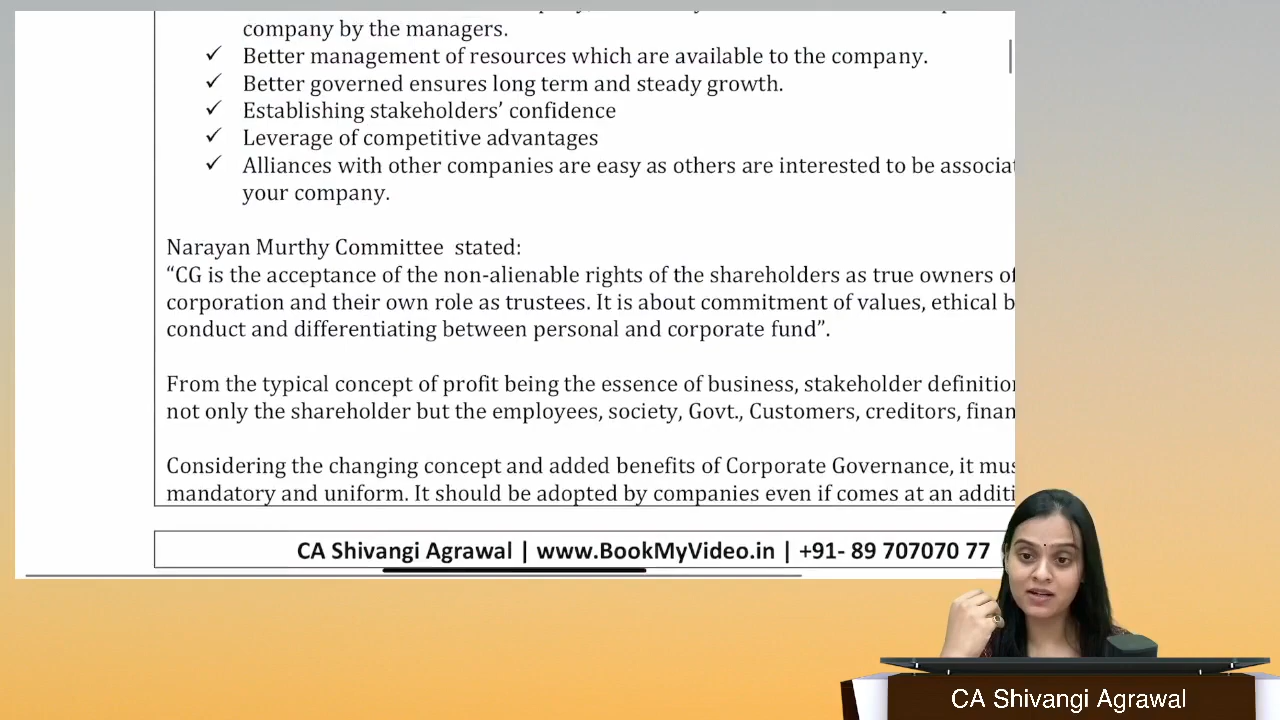 company by the managers.
✓ Better management of resources which are available to the company.
✓ Better governed ensures long term and steady growth.
✓ Establishing stakeholders’ confidence
✓ Leverage of competitive advantages
✓ Alliances with other companies are easy as others are interested to be associat
your company.
Narayan Murthy Committee stated:
“CG is the acceptance of the non-alienable rights of the shareholders as true owners of
corporation and their own role as trustees. It is about commitment of values, ethical b
conduct and differentiating between personal and corporate fund”.
From the typical concept of profit being the essence of business, stakeholder definition
not only the shareholder but the employees, society, Govt., Customers, creditors, finan
Considering the changing concept and added benefits of Corporate Governance, it mus
mandatory and uniform. It should be adopted by companies even if comes at an additi
CA Shivangi Agrawal | www.BookMyVideo.in | +91- 89 707070 77
CA Shivangi Agrawal